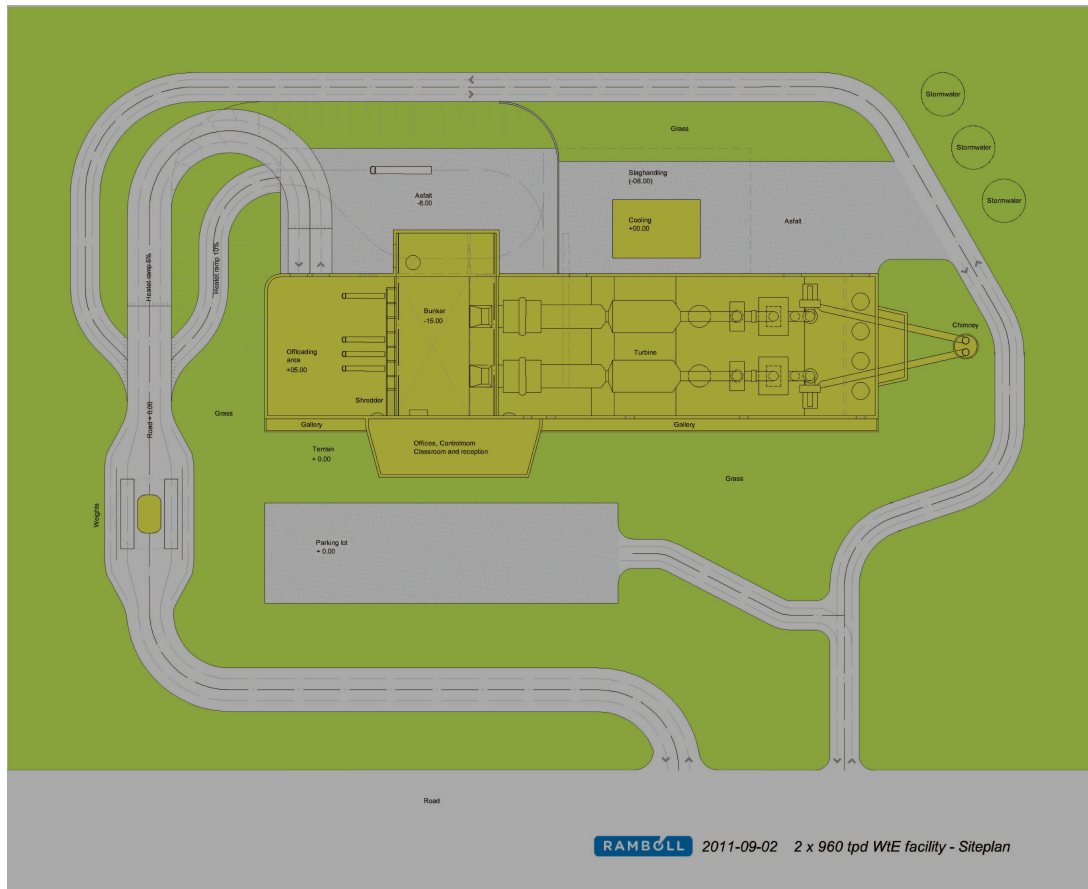 Stormwater
Grass
Stormwater
Slaghandling
(-08.00)
Stormwater
Asfalt
-8.00
Cooling
+00.00
Asfalt
Heatet ramp 5%
Heatet ramp 10%
Bunker
-15.00
Chimney
Offloading
area
+05.00
Turbine
Shredder
Grass
Road + 0.00
Gallery
Gallery
Offices, Controlroom
Classroom and reception
Terrain
+ 0.00
Grass
Weights
Parking lot
+ 0.00
Road
RAMBOLL 2011-09-02 2 x 960 tpd WtE facility - Siteplan